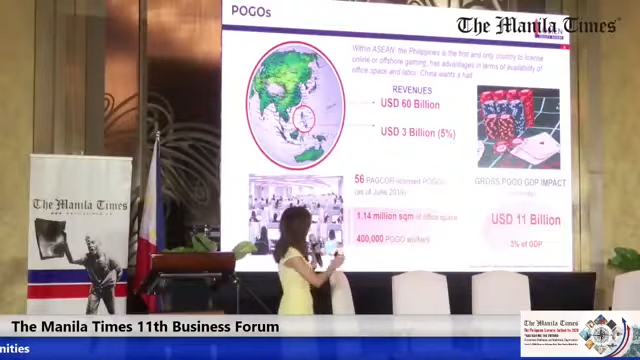 POGOs
The Manila Times
Within ASEAN, the Philippines is the first and only country to license
online or offshore gaming, has advantages in terms of availability of
office space and labor. China wants a halt
REVENUES
USD 60 Billion
USD 3 Billion (5%)
56 PAGCOR-licensed POGOs
(as of June 2019)
1.14 million sqm of office space
400,000 POGO workers
GROSS POGO GDP IMPACT
USD 11 Billion
3% of GDP
The Manila Times
The Manila Times 11th Business Forum
nities
The Manila Times